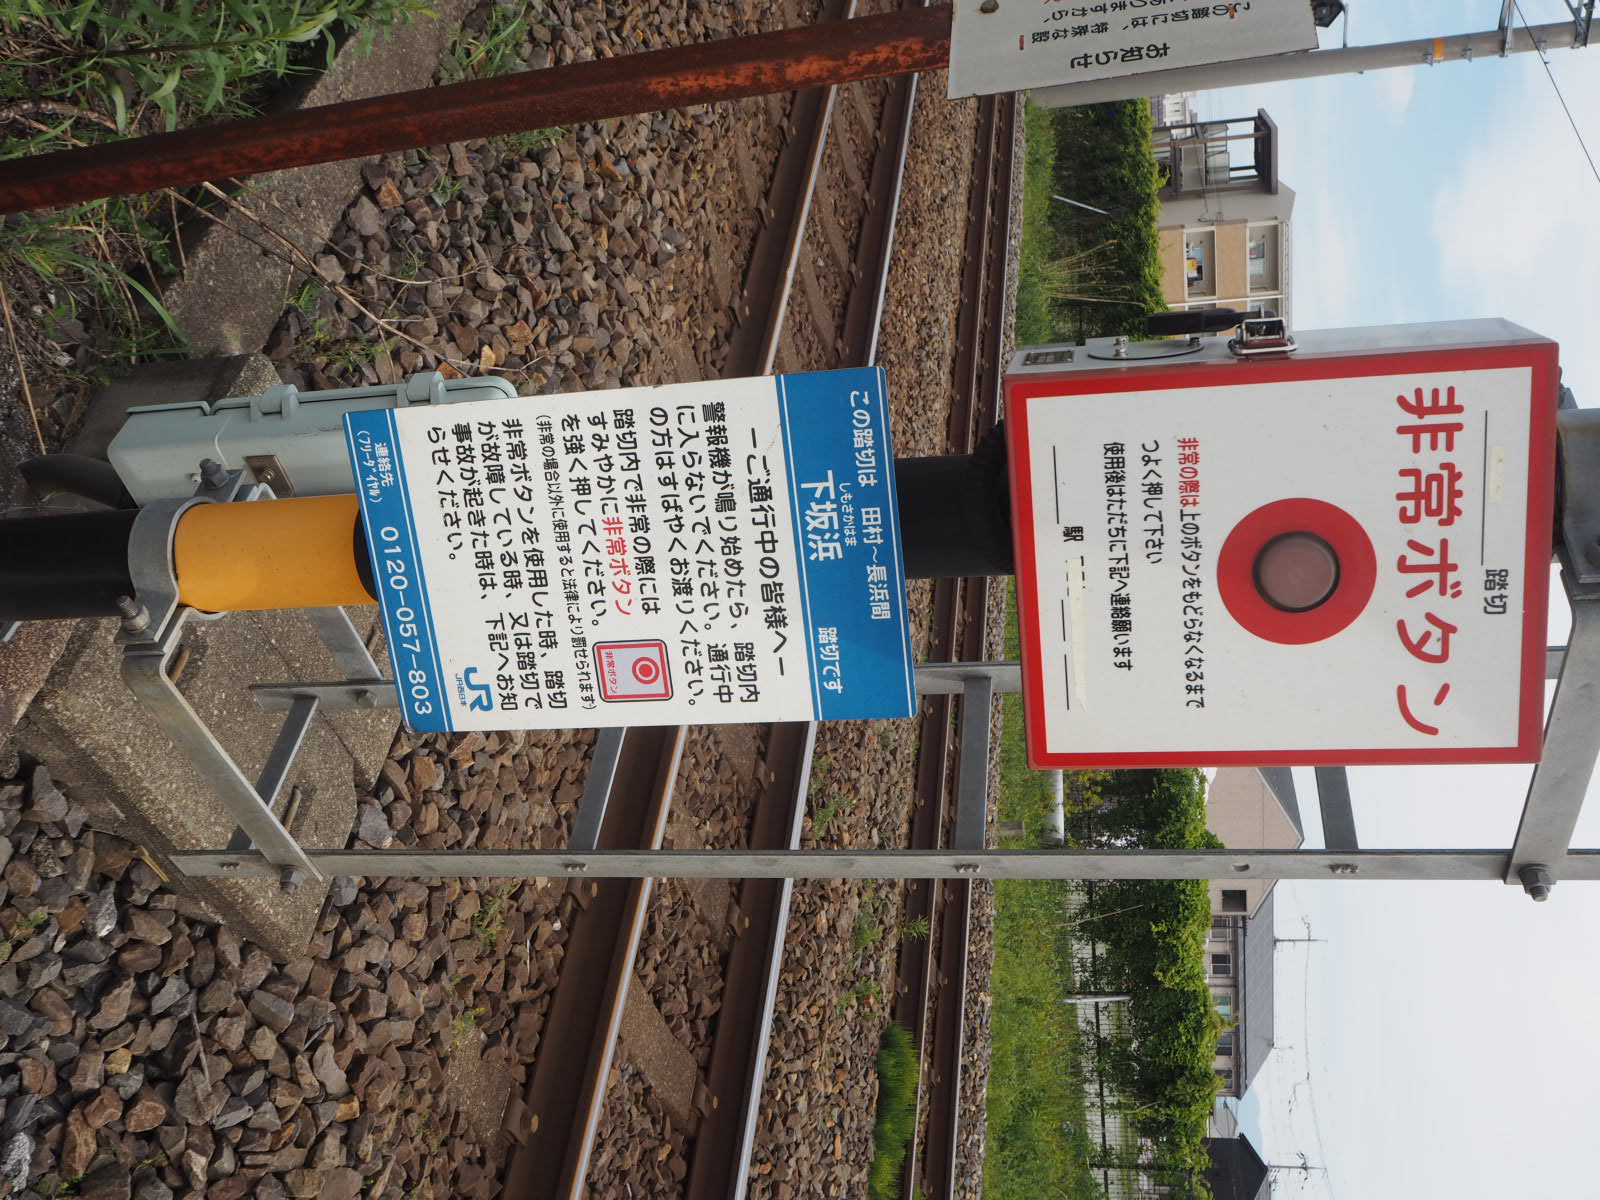 非常ボタン
踏切
非常の際は上のボタンをもどらなくなるまで
つよく押して下さい
使用後はただちに下記へ連絡願います
駅
この踏切は 田村~長浜間
しもさかはま
下坂浜 踏切です
ーご通行中の皆様へー
警報機が鳴り始めたら、踏切内
に入らないでください。通行中
の方はすばやくお渡りください。
踏切内で非常の際には
すみやかに非常ボタン
を強く押してください。
(非常の場合以外に使用すると法律により罰せられます)
非常ボタン
非常ボタンを使用した時、踏切
が故障している時、又は踏切で
事故が起きた時は、下記へお知
らせください。
JR
JR西日本
連絡先
(フリーダイヤル) 0120-057-803
お知らせ
この踏切には、特殊な設
ありますから、